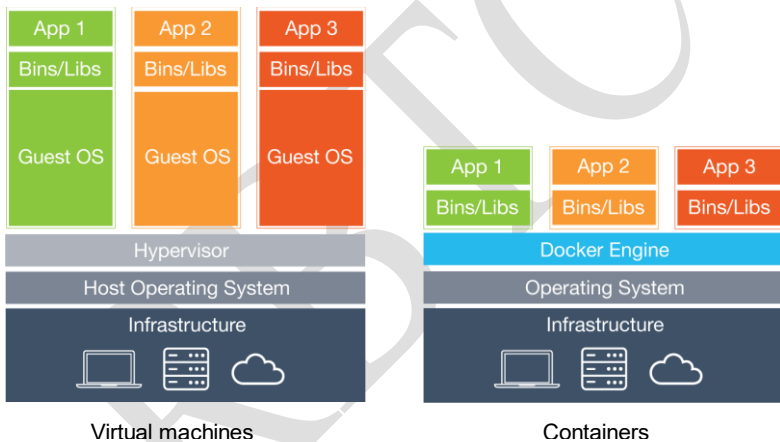 App 1
App 2
App 3
Bins/Libs
Bins/Libs
Bins/Libs
Guest OS
Guest OS
Guest OS
Hypervisor
Host Operating System
Infrastructure
Virtual machines
App 1
App 2
App 3
Bins/Libs
Bins/Libs
Bins/Libs
Docker Engine
Operating System
Infrastructure
Containers